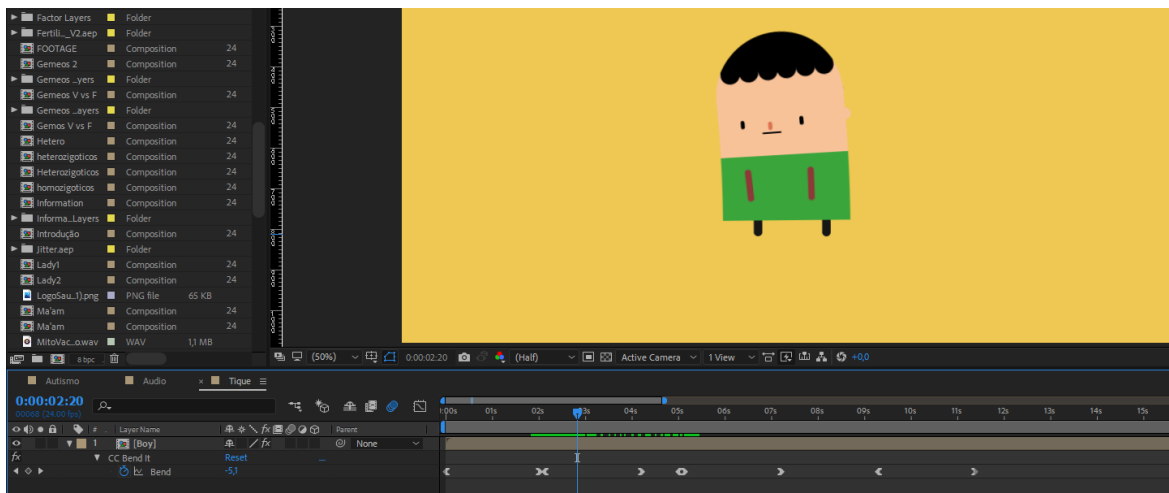 Factor Layers Folder
Fertili..._V2.aep Folder
FOOTAGE Composition 24
Gemeos 2 Composition 24
Gemeos ...yers Folder
Gemeos V vs F Composition 24
Gemeos ...ayers Folder
Gemos V vs F Composition 24
Hetero Composition 24
heterozigoticos Composition 24
Heterozigoticos Composition 24
homozigoticos Composition 24
Information Composition 24
Informa...Layers Folder
Introdução Composition 24
Jitter.aep Folder
Lady1 Composition 24
Lady2 Composition 24
LogoSau...1).png PNG file 65 KB
Ma'am Composition 24
Ma'am Composition 24
MitoVac...o.wav WAV 1,1 MB
8 bpc
(50%) 0:00:02:20 (Half) Active Camera 1 View +0,0
Autismo Audio × Tique
0:00:02:20
00068 (24.00 fps)
# Layer Name fx Parent
1 [Boy] fx None
fx CC Bend It Reset ...
Bend -5,1
:00s 01s 02s 03s 04s 05s 06s 07s 08s 09s 10s 11s 12s 13s 14s 15s